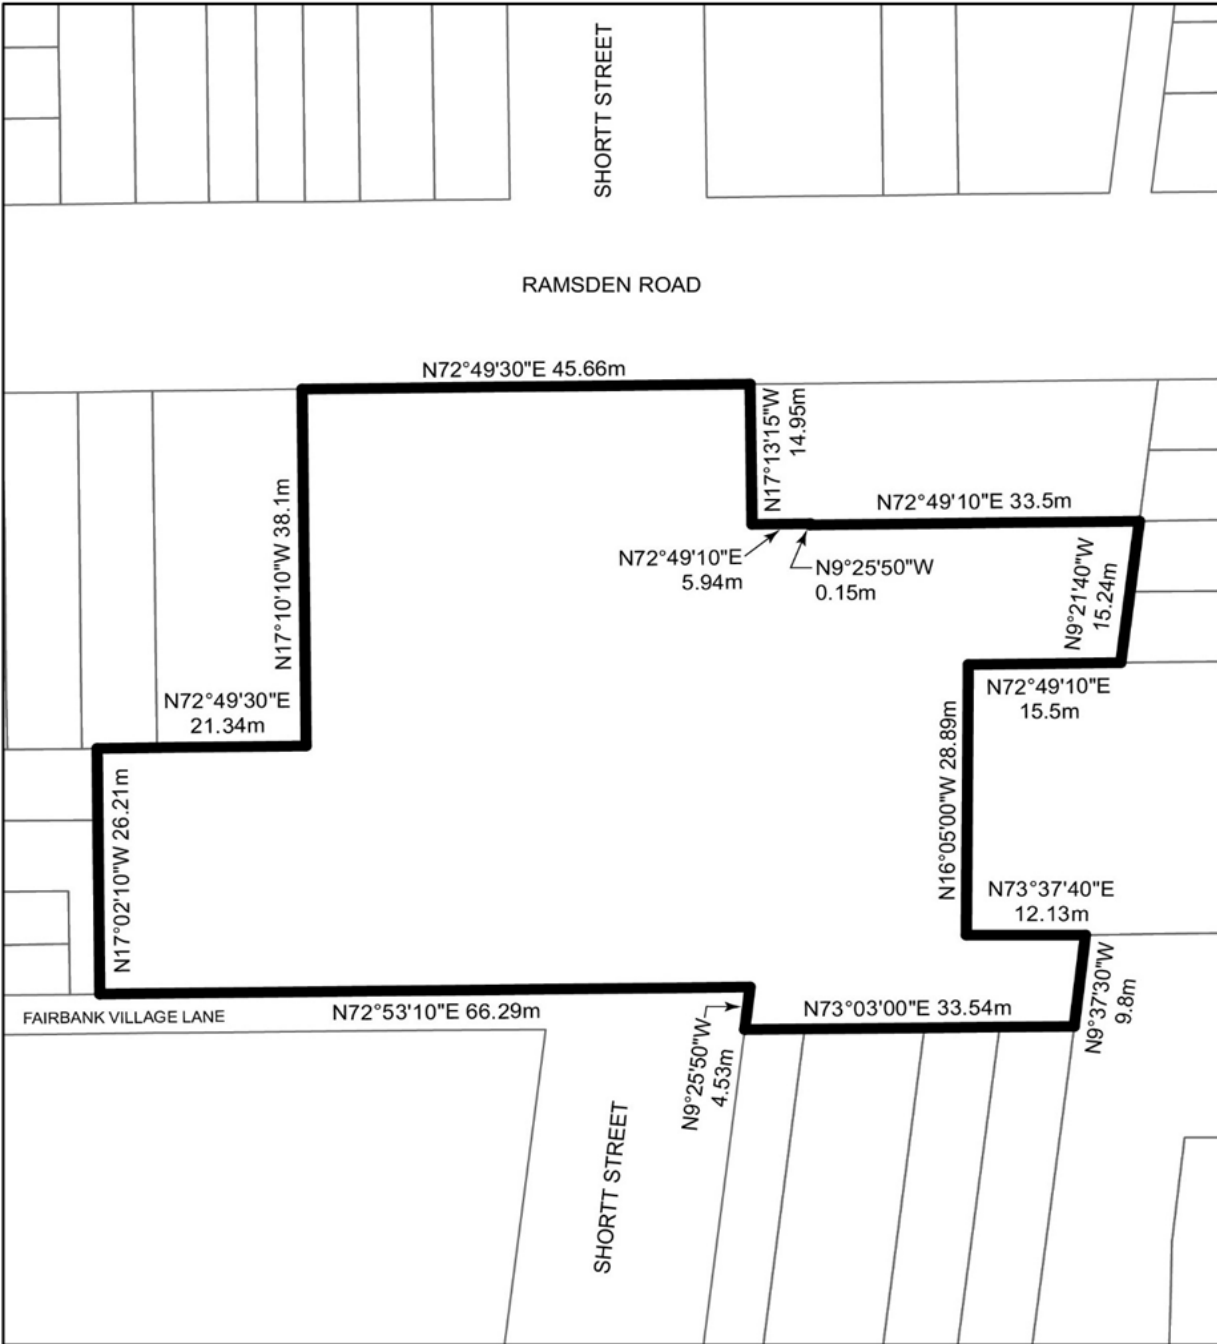 SHORTT STREET
RAMSDEN ROAD
N72°49'30"E 45.66m
N17°13'15"W
14.95m
N72°49'10"E 33.5m
N72°49'10"E
5.94m
N9°25'50"W
0.15m
N9°21'40"W
15.24m
N17°10'10"W 38.1m
N72°49'30"E
21.34m
N72°49'10"E
15.5m
N16°05'00"W 28.89m
N17°02'10"W 26.21m
N73°37'40"E
12.13m
N9°37'30"W
9.8m
FAIRBANK VILLAGE LANE
N72°53'10"E 66.29m
N73°03'00"E 33.54m
N9°25'50"W
4.53m
SHORTT STREET